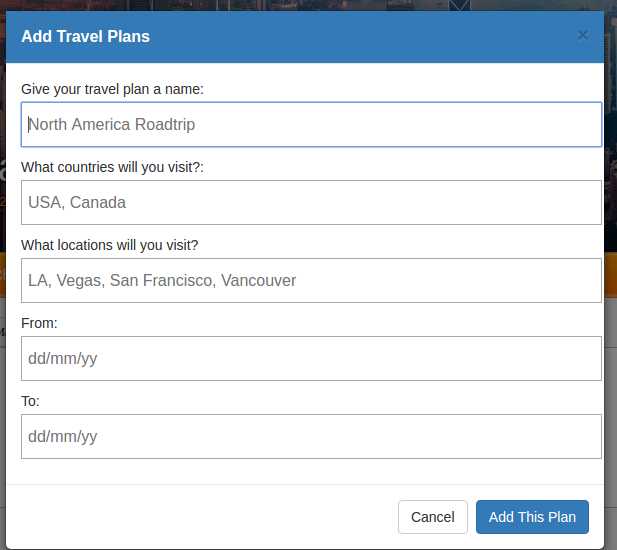 Add Travel Plans ×
Give your travel plan a name:
North America Roadtrip
What countries will you visit?:
USA, Canada
What locations will you visit?
LA, Vegas, San Francisco, Vancouver
From:
dd/mm/yy
To:
dd/mm/yy
Cancel Add This Plan